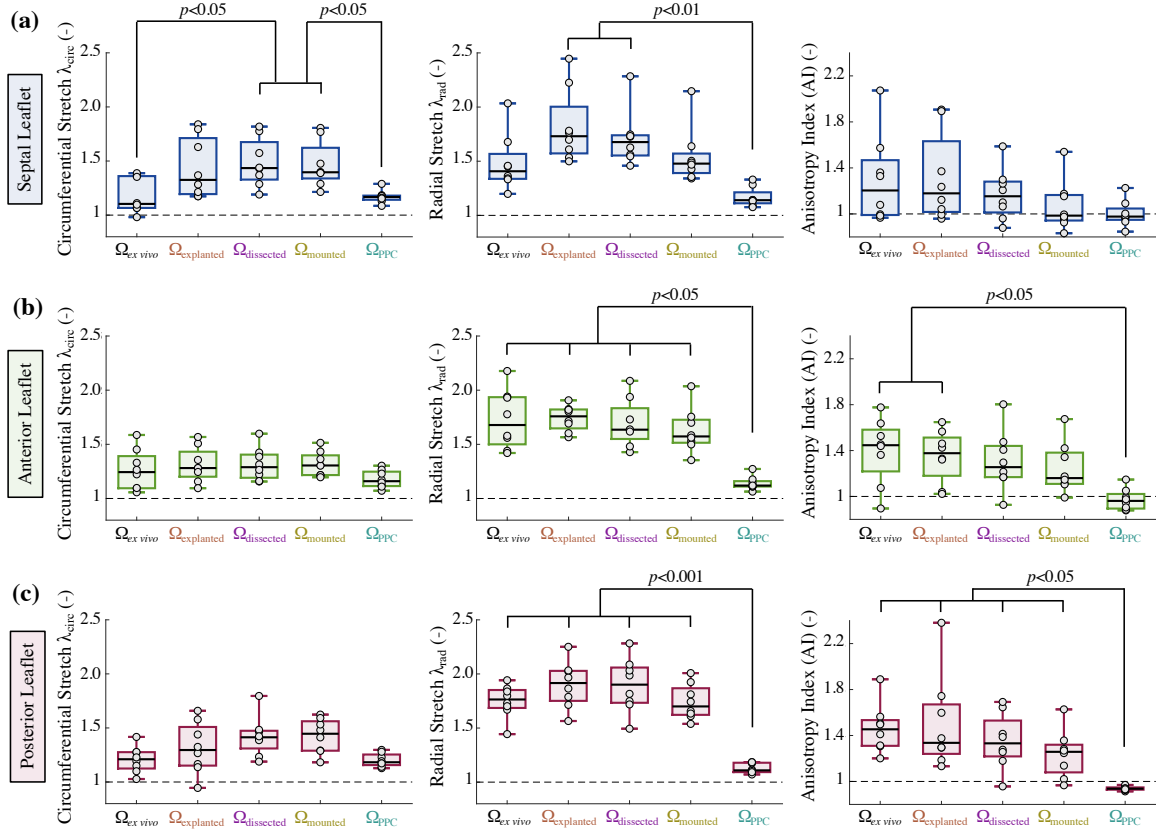 (a)
Septal Leaflet
Circumferential Stretch λcirc (-)
2.5
2.0
1.5
1
p<0.05
p<0.05
Ωex vivo Ωexplanted Ωdissected Ωmounted ΩPPC
Radial Stretch λrad (-)
2.5
2.0
1.5
1
p<0.01
Ωex vivo Ωexplanted Ωdissected Ωmounted ΩPPC
Anisotropy Index (AI) (-)
2.2
1.8
1.4
1
Ωex vivo Ωexplanted Ωdissected Ωmounted ΩPPC
(b)
Anterior Leaflet
Circumferential Stretch λcirc (-)
2.5
2.0
1.5
1
Ωex vivo Ωexplanted Ωdissected Ωmounted ΩPPC
Radial Stretch λrad (-)
2.5
2.0
1.5
1
p<0.05
Ωex vivo Ωexplanted Ωdissected Ωmounted ΩPPC
Anisotropy Index (AI) (-)
2.2
1.8
1.4
1
p<0.05
Ωex vivo Ωexplanted Ωdissected Ωmounted ΩPPC
(c)
Posterior Leaflet
Circumferential Stretch λcirc (-)
2.5
2.0
1.5
1
Ωex vivo Ωexplanted Ωdissected Ωmounted ΩPPC
Radial Stretch λrad (-)
2.5
2.0
1.5
1
p<0.001
Ωex vivo Ωexplanted Ωdissected Ωmounted ΩPPC
Anisotropy Index (AI) (-)
2.2
1.8
1.4
1
p<0.05
Ωex vivo Ωexplanted Ωdissected Ωmounted ΩPPC